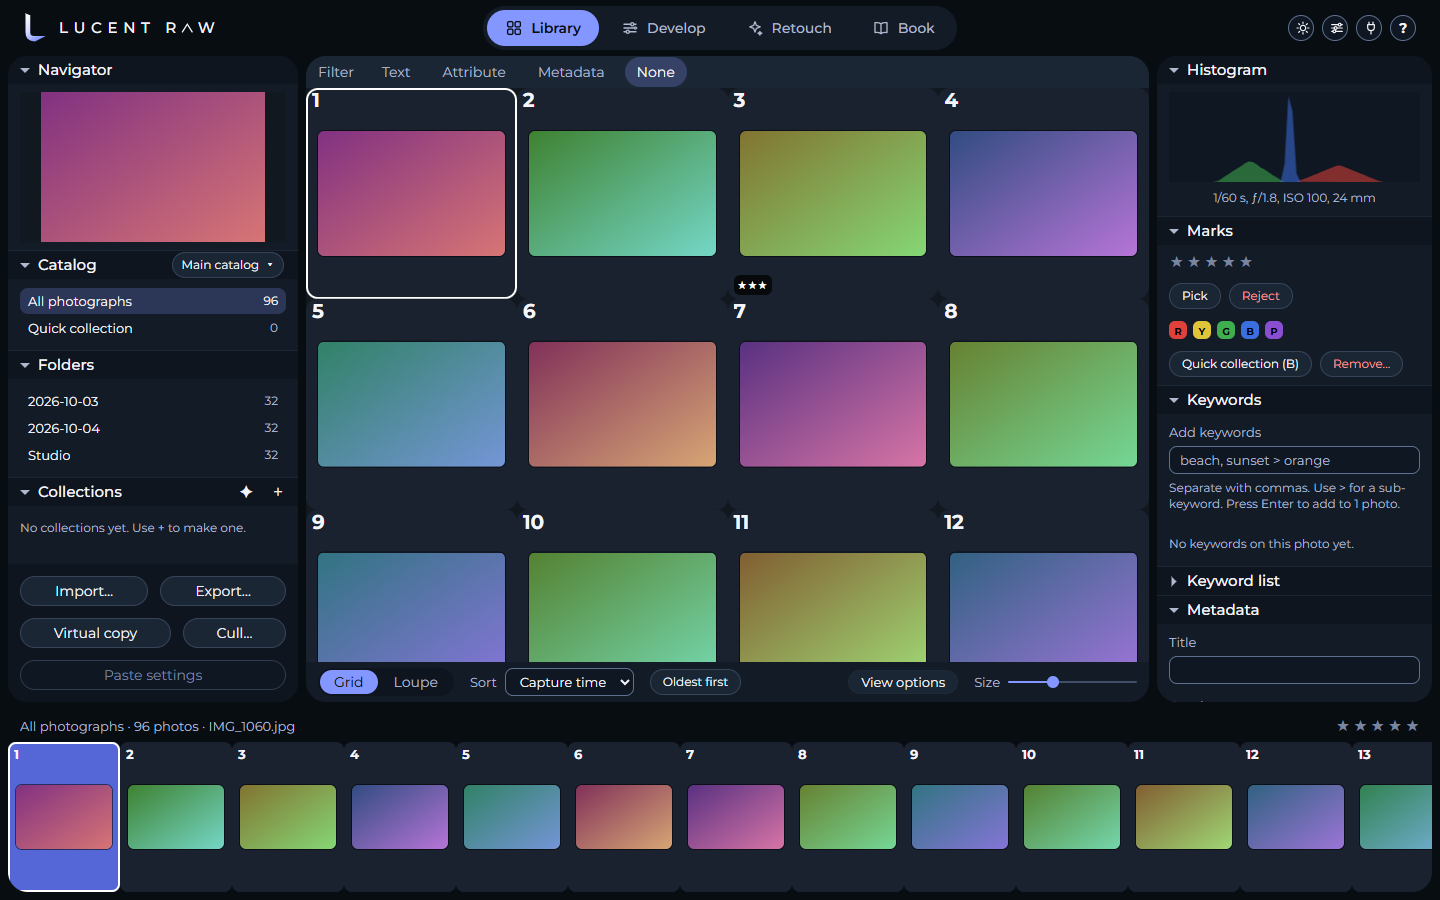 LUCENT RAW
Library
Develop
Retouch
Book
?
Navigator
Catalog
Main catalog
All photographs 96
Quick collection 0
Folders
2026-10-03 32
2026-10-04 32
Studio 32
Collections +
No collections yet. Use + to make one.
Import...
Export...
Virtual copy
Cull...
Paste settings
Filter
Text
Attribute
Metadata
None
1
2
3
4
★★★
5
6
7
8
9
10
11
12
Grid
Loupe
Sort
Capture time
Oldest first
View options
Size
Histogram
1/60 s, ƒ/1.8, ISO 100, 24 mm
Marks
★★★★★
Pick
Reject
R
Y
G
B
P
Quick collection (B)
Remove...
Keywords
Add keywords
beach, sunset > orange
Separate with commas. Use > for a sub-
keyword. Press Enter to add to 1 photo.
No keywords on this photo yet.
Keyword list
Metadata
Title
All photographs · 96 photos · IMG_1060.jpg
★★★★★
1
2
3
4
5
6
7
8
9
10
11
12
13